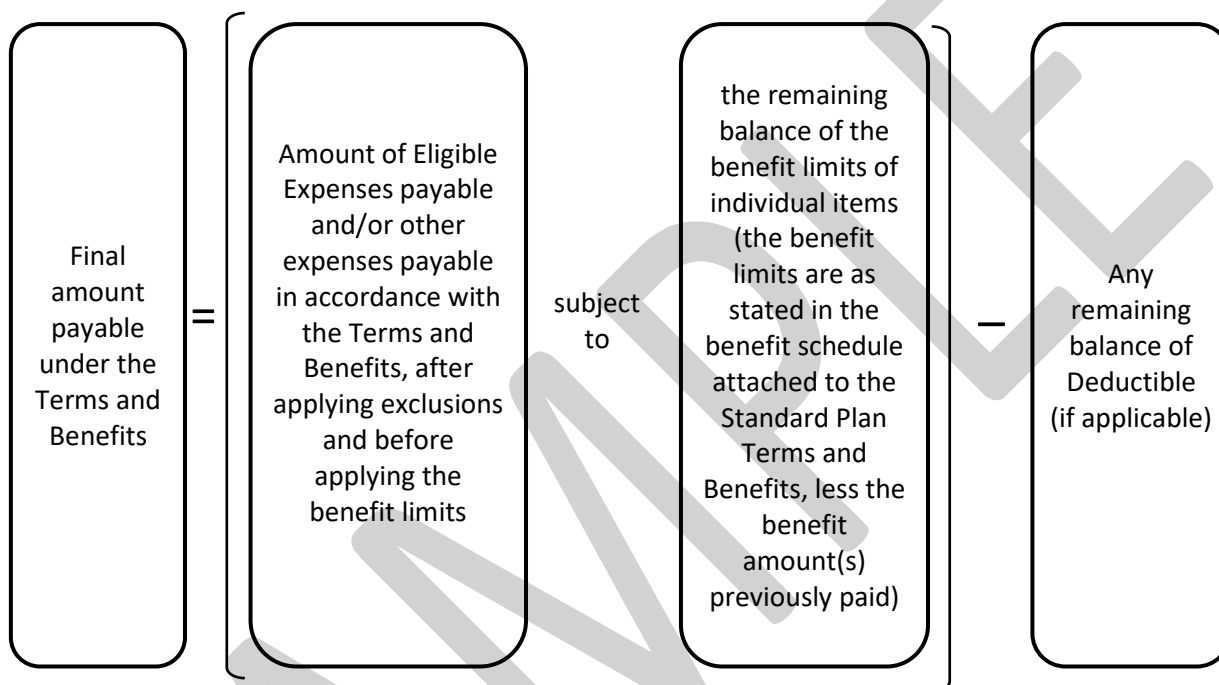 Final
amount
payable
under the
Terms and
Benefits
=
Amount of Eligible
Expenses payable
and/or other
expenses payable
in accordance with
the Terms and
Benefits, after
applying exclusions
and before
applying the
benefit limits
subject
to
the remaining
balance of the
benefit limits of
individual items
(the benefit
limits are as
stated in the
benefit schedule
attached to the
Standard Plan
Terms and
Benefits, less the
benefit
amount(s)
previously paid)
–
Any
remaining
balance of
Deductible
(if applicable)
MPLE